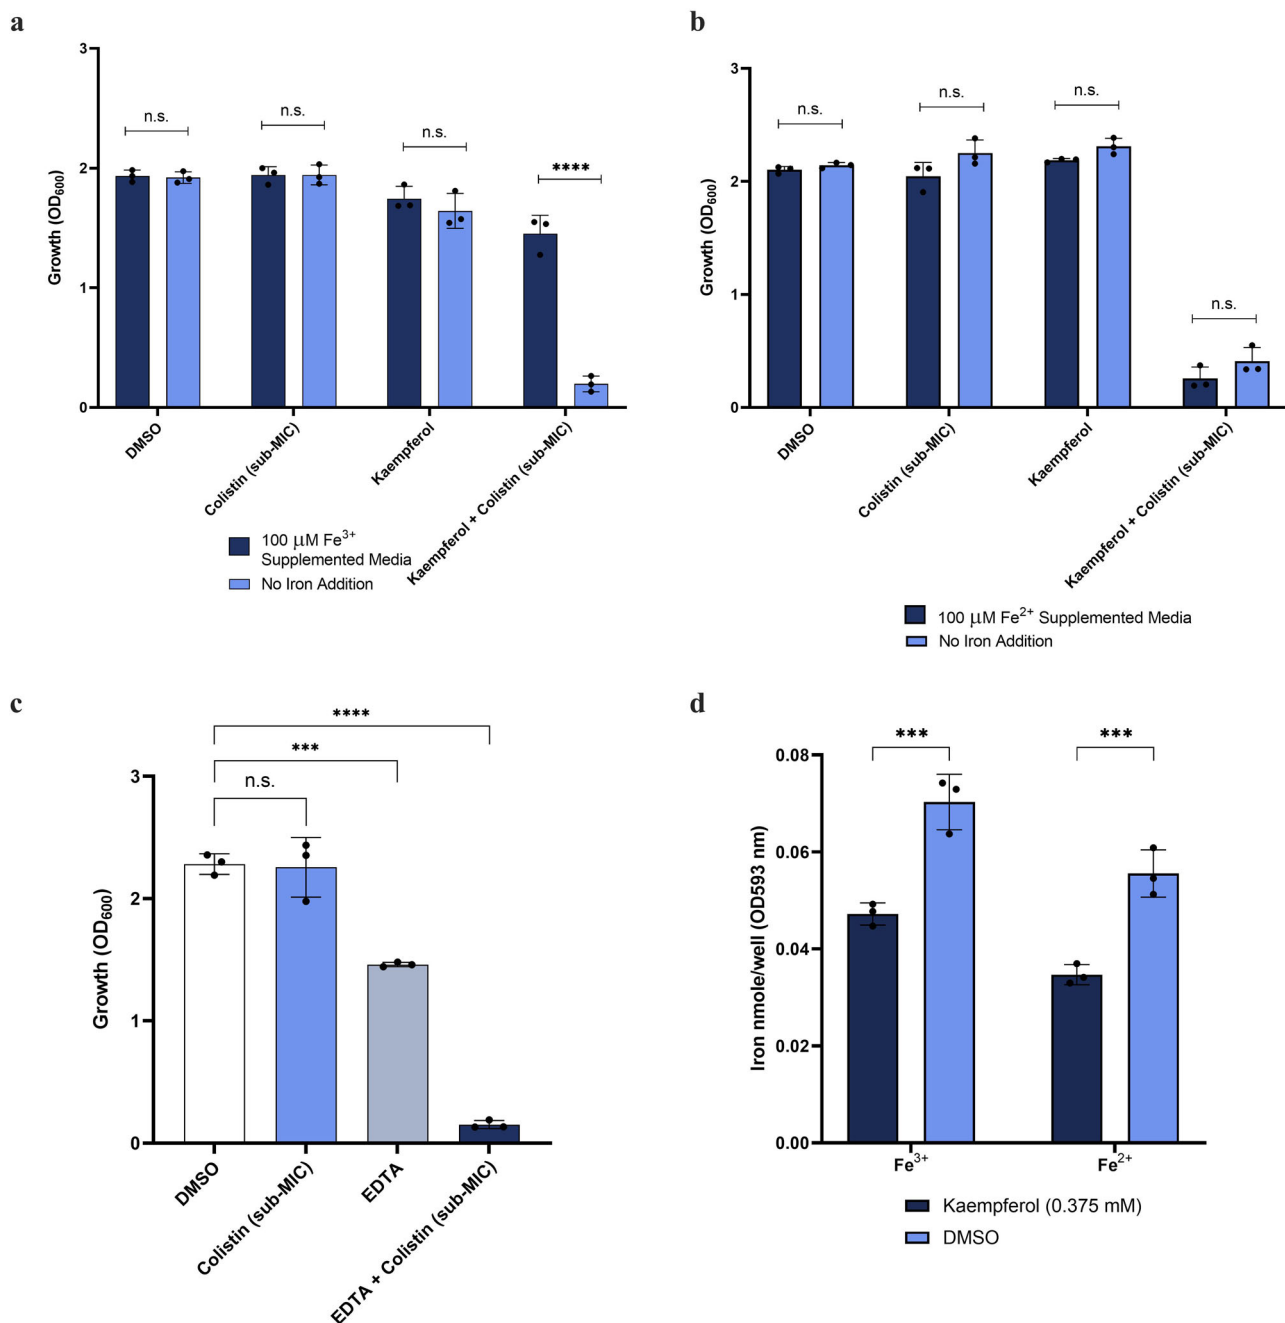 a
3
2
1
0
Growth (OD600)
n.s.
n.s.
n.s.
****
DMSO
Colistin (sub-MIC)
Kaempferol
Kaempferol + Colistin (sub-MIC)
100 μM Fe3+
Supplemented Media
No Iron Addition
b
3
2
1
0
Growth (OD600)
n.s.
n.s.
n.s.
n.s.
DMSO
Colistin (sub-MIC)
Kaempferol
Kaempferol + Colistin (sub-MIC)
100 μM Fe2+ Supplemented Media
No Iron Addition
c
****
***
n.s.
3
2
1
0
Growth (OD600)
DMSO
Colistin (sub-MIC)
EDTA
EDTA + Colistin (sub-MIC)
d
***
***
0.08
0.06
0.04
0.02
0.00
Iron nmole/well (OD593 nm)
Fe3+
Fe2+
Kaempferol (0.375 mM)
DMSO